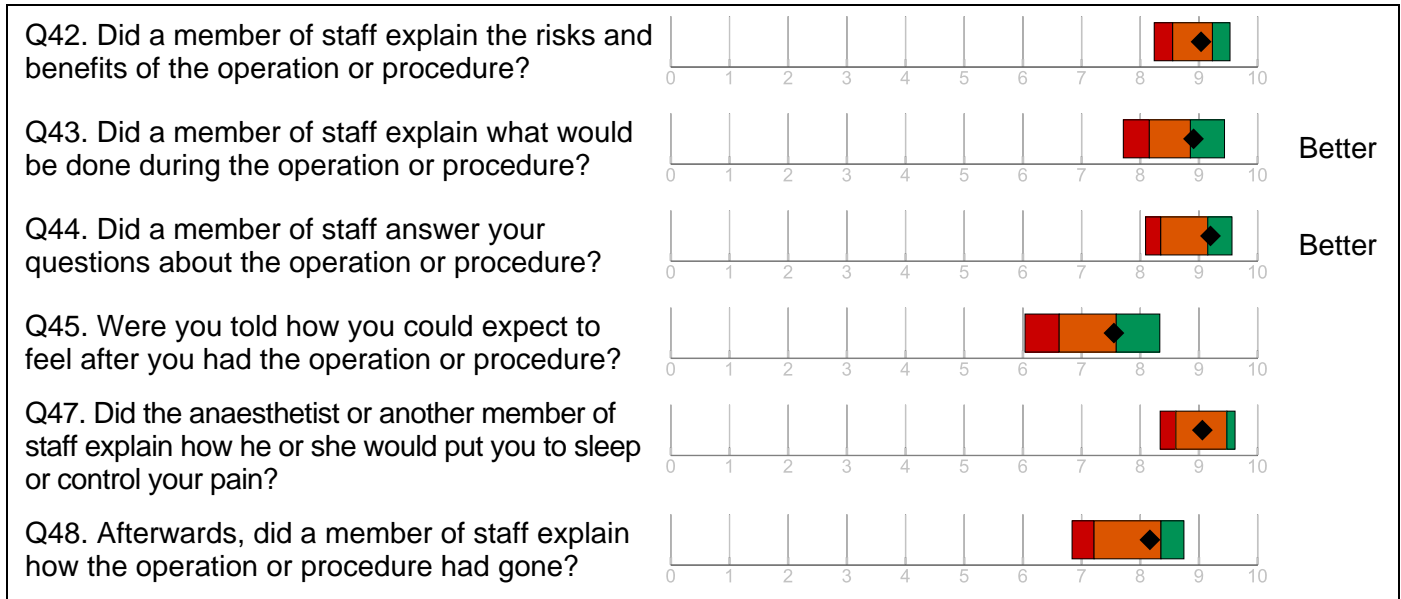 Q42. Did a member of staff explain the risks and
benefits of the operation or procedure?
0 1 2 3 4 5 6 7 8 9 10
Q43. Did a member of staff explain what would
be done during the operation or procedure?
Better
0 1 2 3 4 5 6 7 8 9 10
Q44. Did a member of staff answer your
questions about the operation or procedure?
Better
0 1 2 3 4 5 6 7 8 9 10
Q45. Were you told how you could expect to
feel after you had the operation or procedure?
0 1 2 3 4 5 6 7 8 9 10
Q47. Did the anaesthetist or another member of
staff explain how he or she would put you to sleep
or control your pain?
0 1 2 3 4 5 6 7 8 9 10
Q48. Afterwards, did a member of staff explain
how the operation or procedure had gone?
0 1 2 3 4 5 6 7 8 9 10